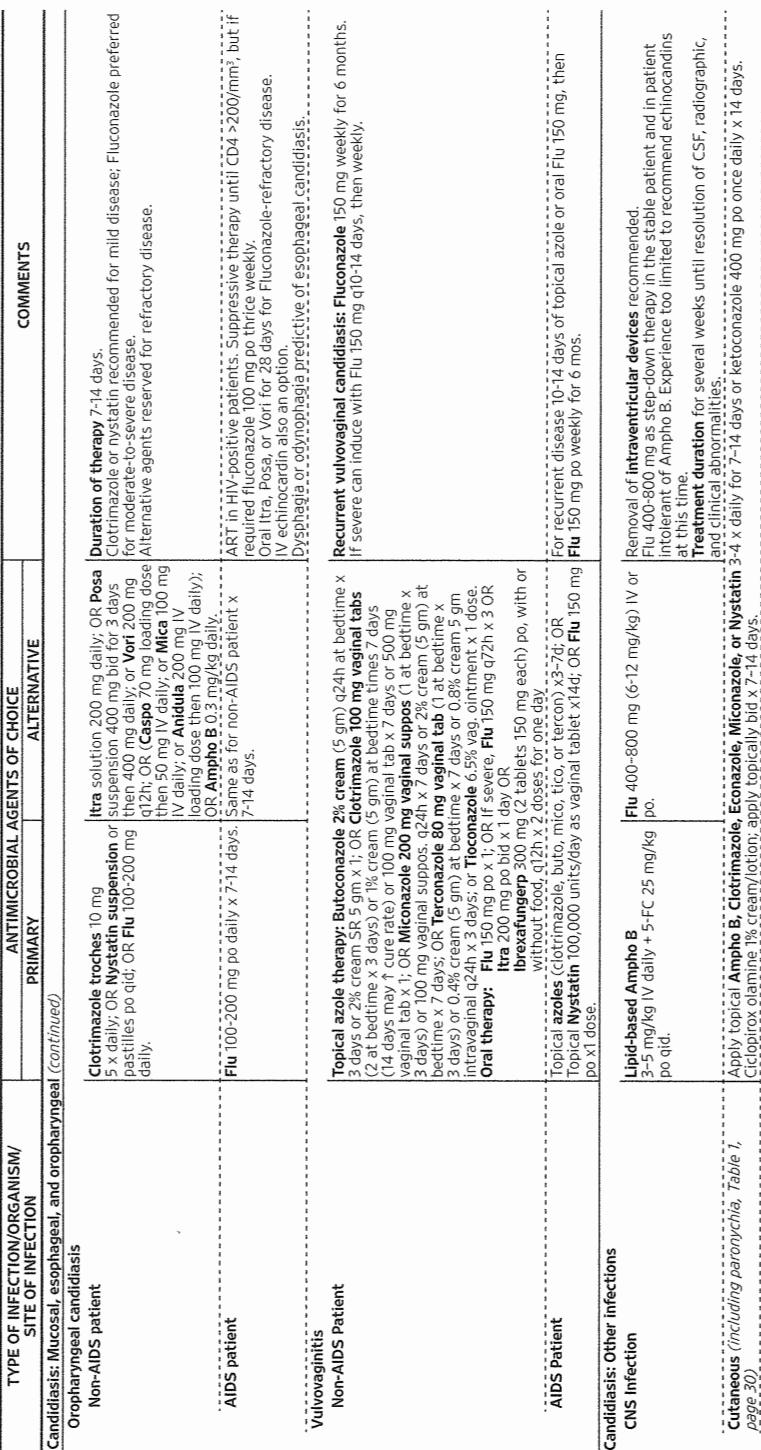 TYPE OF INFECTION/ORGANISM/
SITE OF INFECTION
ANTIMICROBIAL AGENTS OF CHOICE
PRIMARY
ALTERNATIVE
COMMENTS
Candidiasis: Mucosal, esophageal, and oropharyngeal (continued)
Oropharyngeal candidiasis
Non-AIDS patient
Clotrimazole troches 10 mg
5 x daily; OR Nystatin suspension or
pastilles po qid; OR Flu 100-200 mg
daily.
Itra solution 200 mg daily; OR Posa
suspension 400 mg bid for 3 days
then 400 mg daily; or Vori 200 mg
q12h; OR (Caspo 70 mg loading dose
then 50 mg IV daily; or Mica 100 mg
IV daily; or Anidula 200 mg IV
loading dose then 100 mg IV daily);
OR Ampho B 0.3 mg/kg daily.
Duration of therapy 7-14 days.
Clotrimazole or nystatin recommended for mild disease; Fluconazole preferred
for moderate-to-severe disease.
Alternative agents reserved for refractory disease.
AIDS patient
Flu 100-200 mg po daily x 7-14 days.
Same as for non-AIDS patient x
7-14 days.
ART in HIV-positive patients. Suppressive therapy until CD4 >200/mm³, but if
required fluconazole 100 mg po thrice weekly.
Oral Itra, Posa, or Vori for 28 days for Fluconazole-refractory disease.
IV echinocardin also an option.
Dysphagia or odynophagia predictive of esophageal candidiasis.
Vulvovaginitis
Non-AIDS Patient
Topical azole therapy: Butoconazole 2% cream (5 gm) q24h at bedtime x
3 days or 2% cream SR 5 gm x 1; OR Clotrimazole 100 mg vaginal tabs
(2 at bedtime x 3 days) or 1% cream (5 gm) at bedtime times 7 days
(14 days may ↑ cure rate) or 100 mg vaginal tab x 7 days or 500 mg
vaginal tab x 1; OR Miconazole 200 mg vaginal suppos (1 at bedtime x
3 days) or 100 mg vaginal suppos. q24h x 7 days or 2% cream (5 gm) at
bedtime x 7 days; OR Terconazole 80 mg vaginal tab (1 at bedtime x
3 days) or 0.4% cream (5 gm) at bedtime x 7 days or 0.8% cream 5 gm
intravaginal q24h x 3 days; or Tioconazole 6.5% vag. ointment x 1 dose.
Oral therapy: Flu 150 mg po x 1; OR If severe, Flu 150 mg q72h x 3 OR
Itra 200 mg po bid x 1 day OR
Ibrexafungerp 300 mg (2 tablets 150 mg each) po, with or
without food, q12h x 2 doses for one day
Recurrent vulvovaginal candidiasis: Fluconazole 150 mg weekly for 6 months.
If severe can induce with Flu 150 mg q10-14 days, then weekly.
AIDS Patient
Topical azoles (clotrimazole, buto, mico, tico, or tercon) x3-7d; OR
Topical Nystatin 100,000 units/day as vaginal tablet x14d; OR Flu 150 mg
po x1 dose.
For recurrent disease 10-14 days of topical azole or oral Flu 150 mg, then
Flu 150 mg po weekly for 6 mos.
Candidiasis: Other infections
CNS Infection
Lipid-based Ampho B
3-5 mg/kg IV daily + 5-FC 25 mg/kg
po qid.
Flu 400-800 mg (6-12 mg/kg) IV or
po.
Removal of intraventricular devices recommended.
Flu 400-800 mg as step-down therapy in the stable patient and in patient
intolerant of Ampho B. Experience too limited to recommend echinocandins
at this time.
Treatment duration for several weeks until resolution of CSF, radiographic,
and clinical abnormalities.
Cutaneous (including paronychia, Table 1,
page 30)
Apply topical Ampho B, Clotrimazole, Econazole, Miconazole, or Nystatin 3-4 x daily for 7-14 days or ketoconazole 400 mg po once daily x 14 days.
Ciclopirox olamine 1% cream/lotion; apply topically bid x 7-14 days.